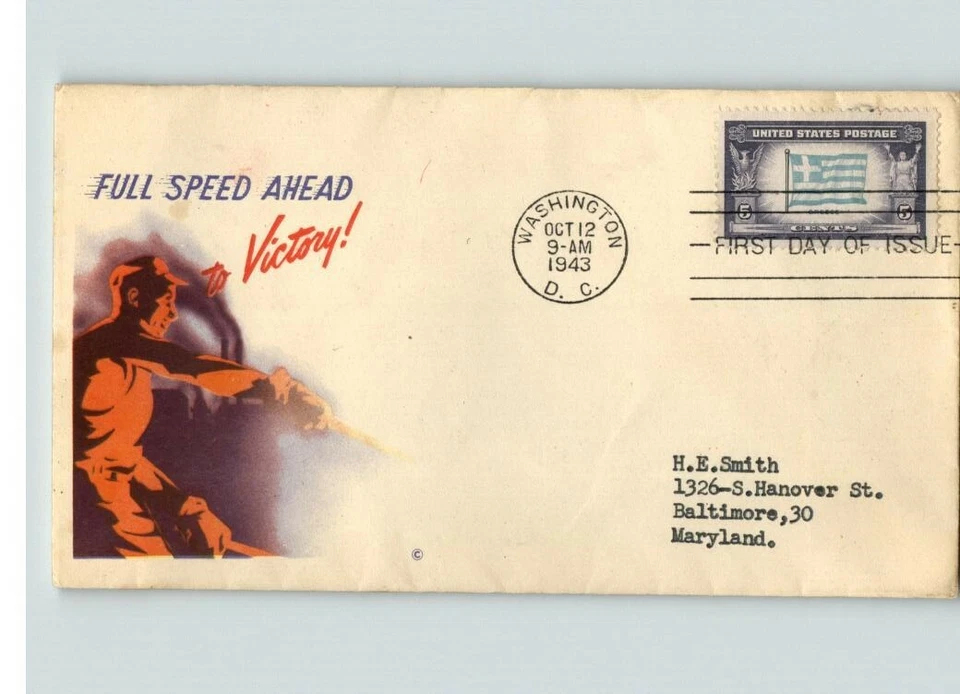 FULL SPEED AHEAD
to Victory!
WASHINGTON
OCT 12
9-AM
1943
D. C.
UNITED STATES POSTAGE
5 5
GREECE
CENTS
FIRST DAY OF ISSUE
H.E.Smith
1326-S.Hanover St.
Baltimore,30
Maryland.
©